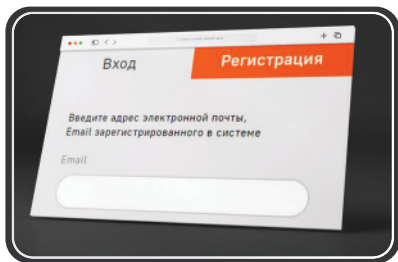 Вход
Регистрация
Введите адрес электронной почты,
Email зарегистрированного в системе
Email